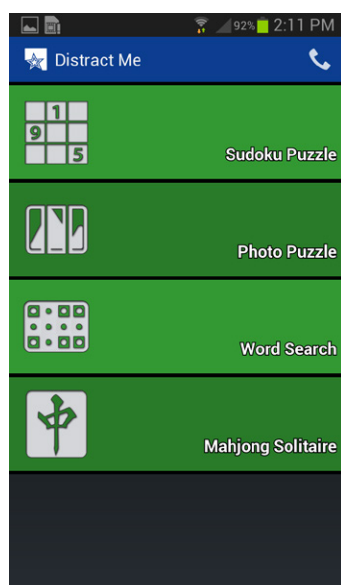 92% 2:11 PM
Distract Me
1
9
5
Sudoku Puzzle
Photo Puzzle
Word Search
中
Mahjong Solitaire